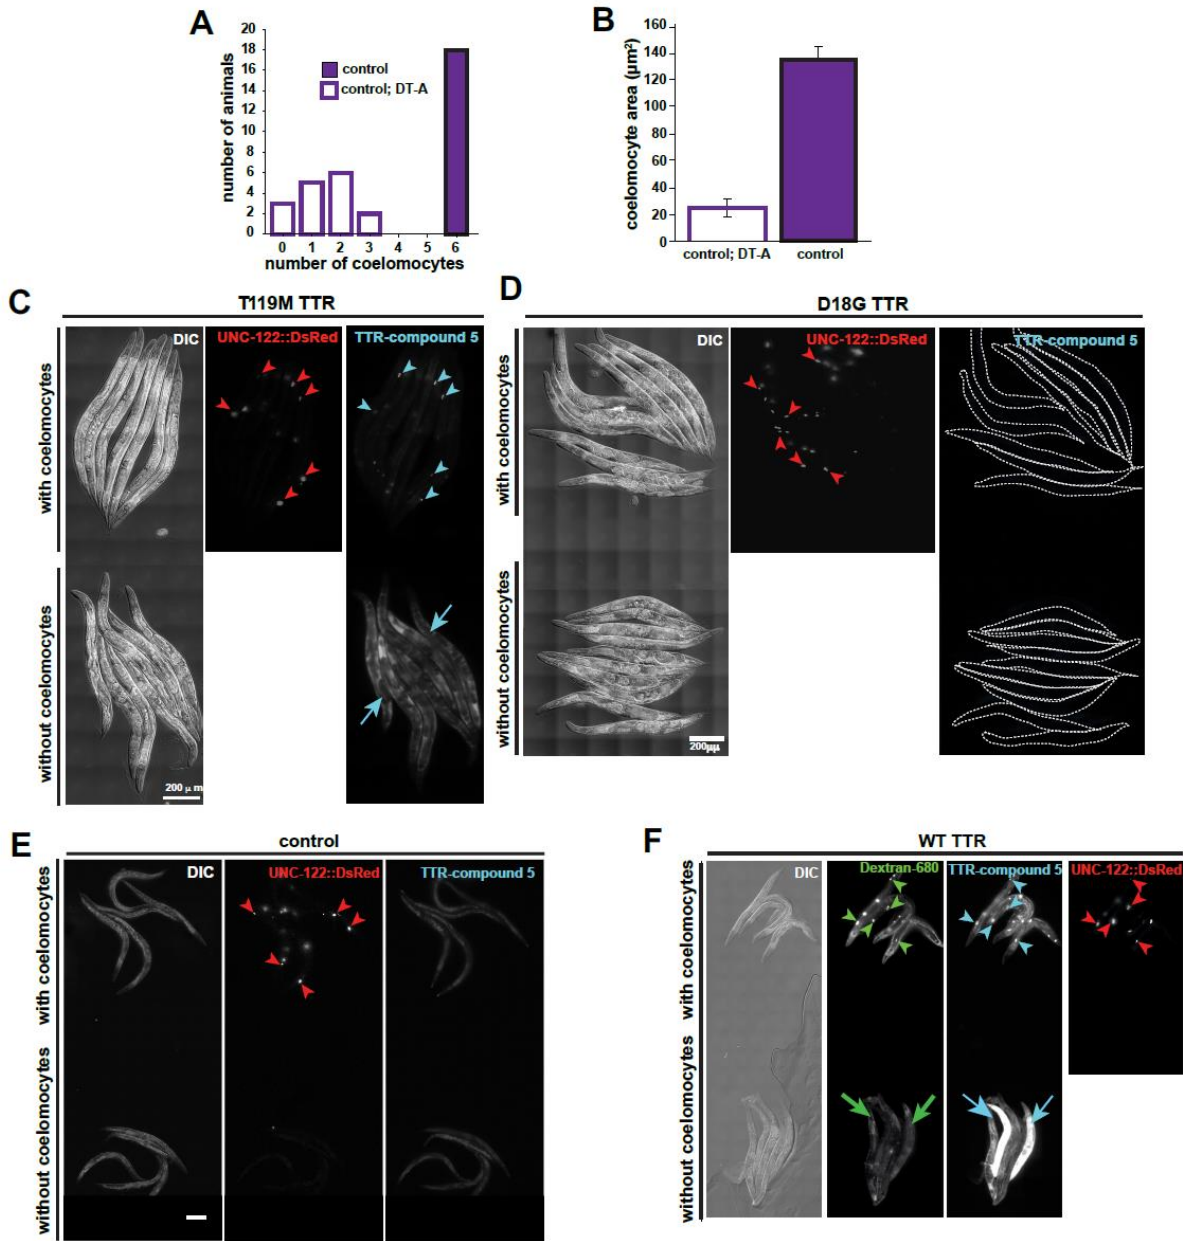 A
20
18
16
14
12
10
8
6
4
2
0
number of animals
control
control; DT-A
0 1 2 3 4 5 6
number of coelomocytes
B
160
140
120
100
80
60
40
20
0
coelomocyte area (µm²)
control; DT-A control
C
T119M TTR
with coelomocytes
DIC
UNC-122::DsRed
TTR-compound 5
without coelomocytes
200 µ m
D
D18G TTR
with coelomocytes
DIC
UNC-122::DsRed
TTR-compound 5
without coelomocytes
200µµ
E
control
with coelomocytes
DIC
UNC-122::DsRed
TTR-compound 5
without coelomocytes
F
WT TTR
with coelomocytes
DIC
Dextran-680
TTR-compound 5
UNC-122::DsRed
without coelomocytes